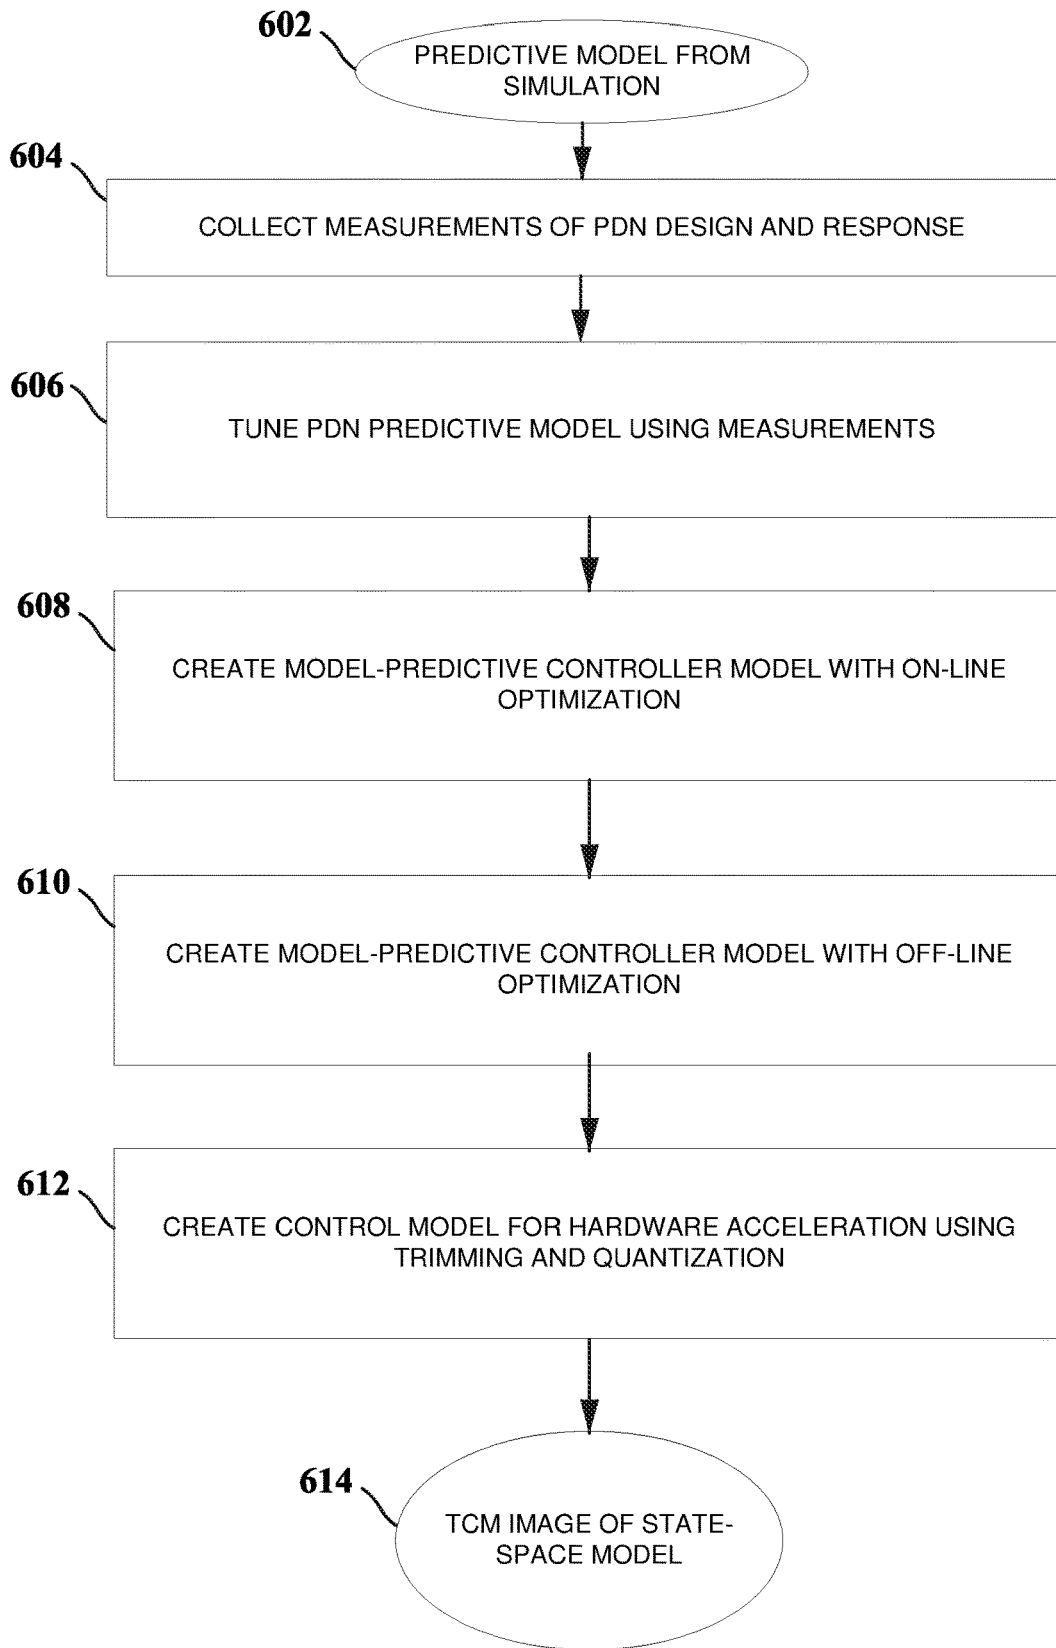 602
PREDICTIVE MODEL FROM
SIMULATION
604
COLLECT MEASUREMENTS OF PDN DESIGN AND RESPONSE
606
TUNE PDN PREDICTIVE MODEL USING MEASUREMENTS
608
CREATE MODEL-PREDICTIVE CONTROLLER MODEL WITH ON-LINE
OPTIMIZATION
610
CREATE MODEL-PREDICTIVE CONTROLLER MODEL WITH OFF-LINE
OPTIMIZATION
612
CREATE CONTROL MODEL FOR HARDWARE ACCELERATION USING
TRIMMING AND QUANTIZATION
614
TCM IMAGE OF STATE-
SPACE MODEL